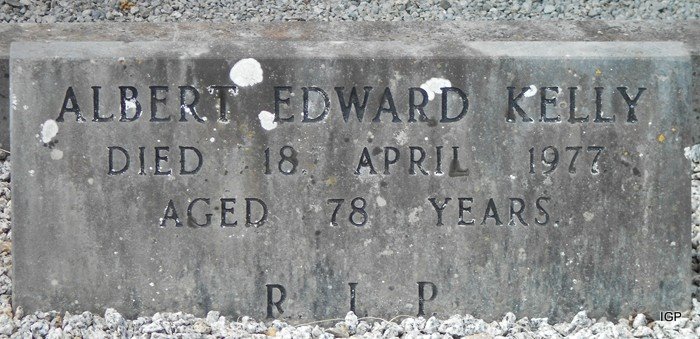 ALBERT EDWARD KELLY
DIED 18. APRIL 1977.
AGED 78 YEARS.
R. I. P.
IGP